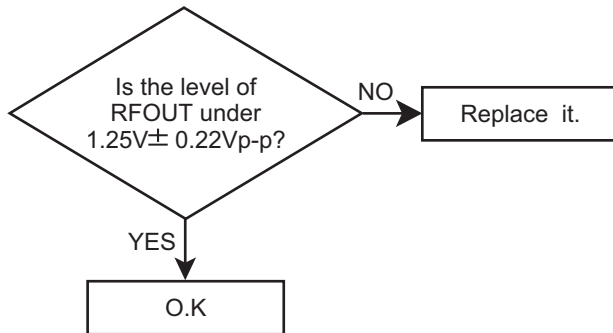 Is the level of
RFOUT under
1.25V± 0.22Vp-p?
NO
Replace it.
YES
O.K